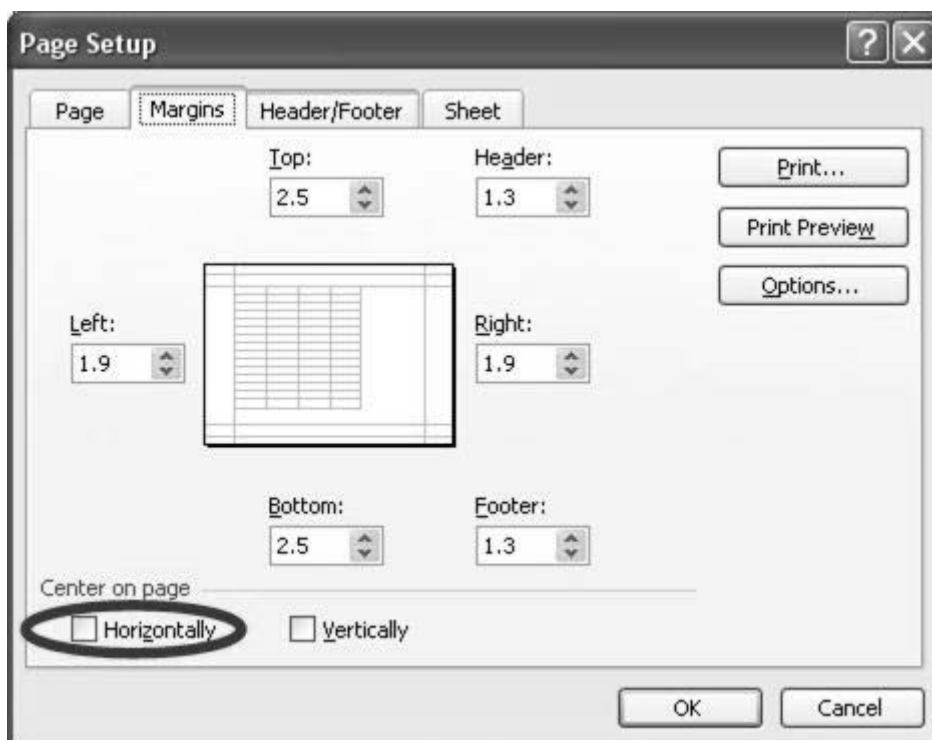 Page Setup
Page Margins Header/Footer Sheet
Top: Header:
2.5 1.3
Print...
Print Preview
Options...
Left: Right:
1.9 1.9
Bottom: Footer:
2.5 1.3
Center on page
Horizontally Vertically
OK Cancel